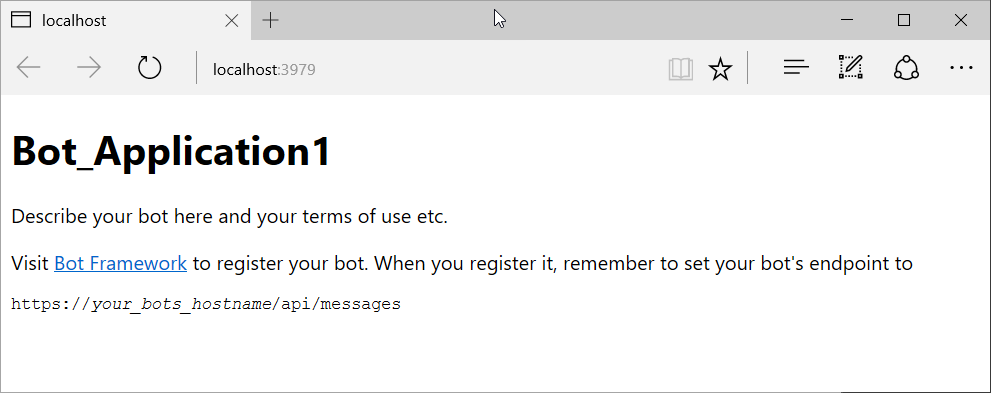 localhost
localhost:3979
Bot_Application1
Describe your bot here and your terms of use etc.
Visit Bot Framework to register your bot. When you register it, remember to set your bot's endpoint to
https://your_bots_hostname/api/messages